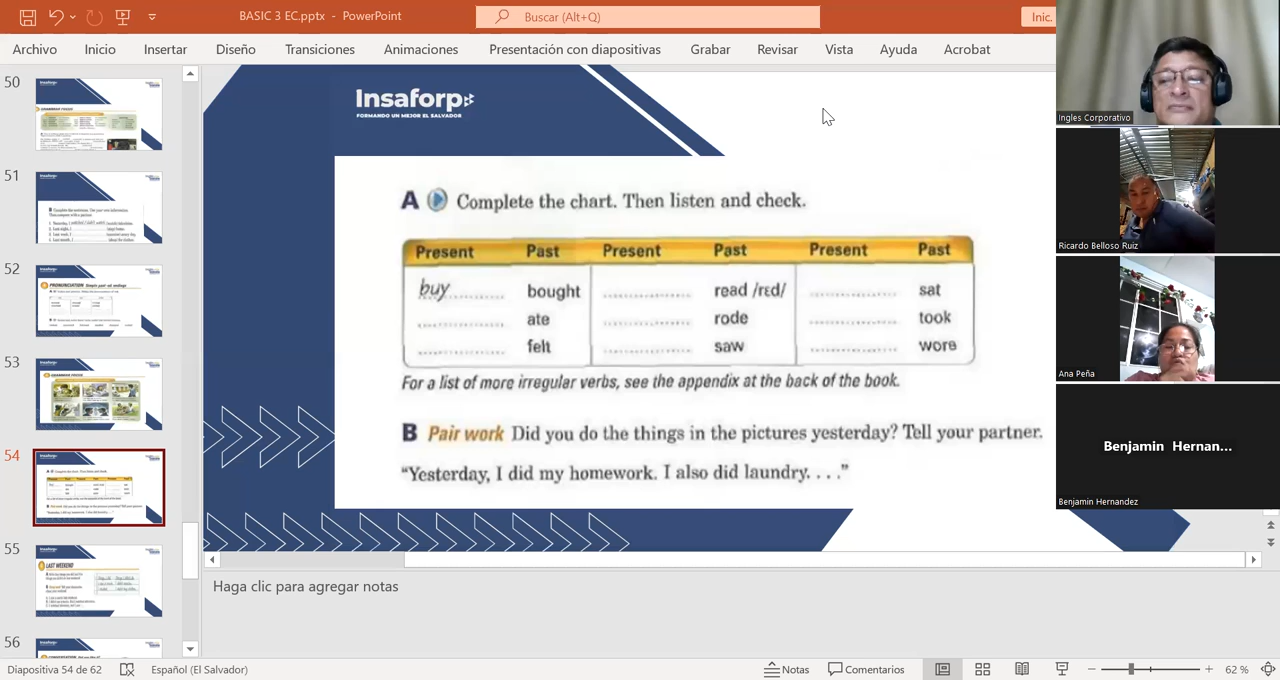 BASIC 3 EC.pptx - PowerPoint
Buscar (Alt+Q)
Inic.
Archivo Inicio Insertar Diseño Transiciones Animaciones Presentación con diapositivas Grabar Revisar Vista Ayuda Acrobat
50
51
52
53
54
55
56
Insaforp
FORMANDO UN MEJOR EL SALVADOR
A Complete the chart. Then listen and check.
Present Past Present Past Present Past
buy bought read /rɛd/ sat
ate rode took
felt saw wore
For a list of more irregular verbs, see the appendix at the back of the book.
B Pair work Did you do the things in the pictures yesterday? Tell your partner.
“Yesterday, I did my homework. I also did laundry. . . .”
Haga clic para agregar notas
Ingles Corporativo
Ricardo Belloso Ruiz
Ana Peña
Benjamin Hernan...
Benjamin Hernandez
Diapositiva 54 de 62 Español (El Salvador) Notas Comentarios 62 %